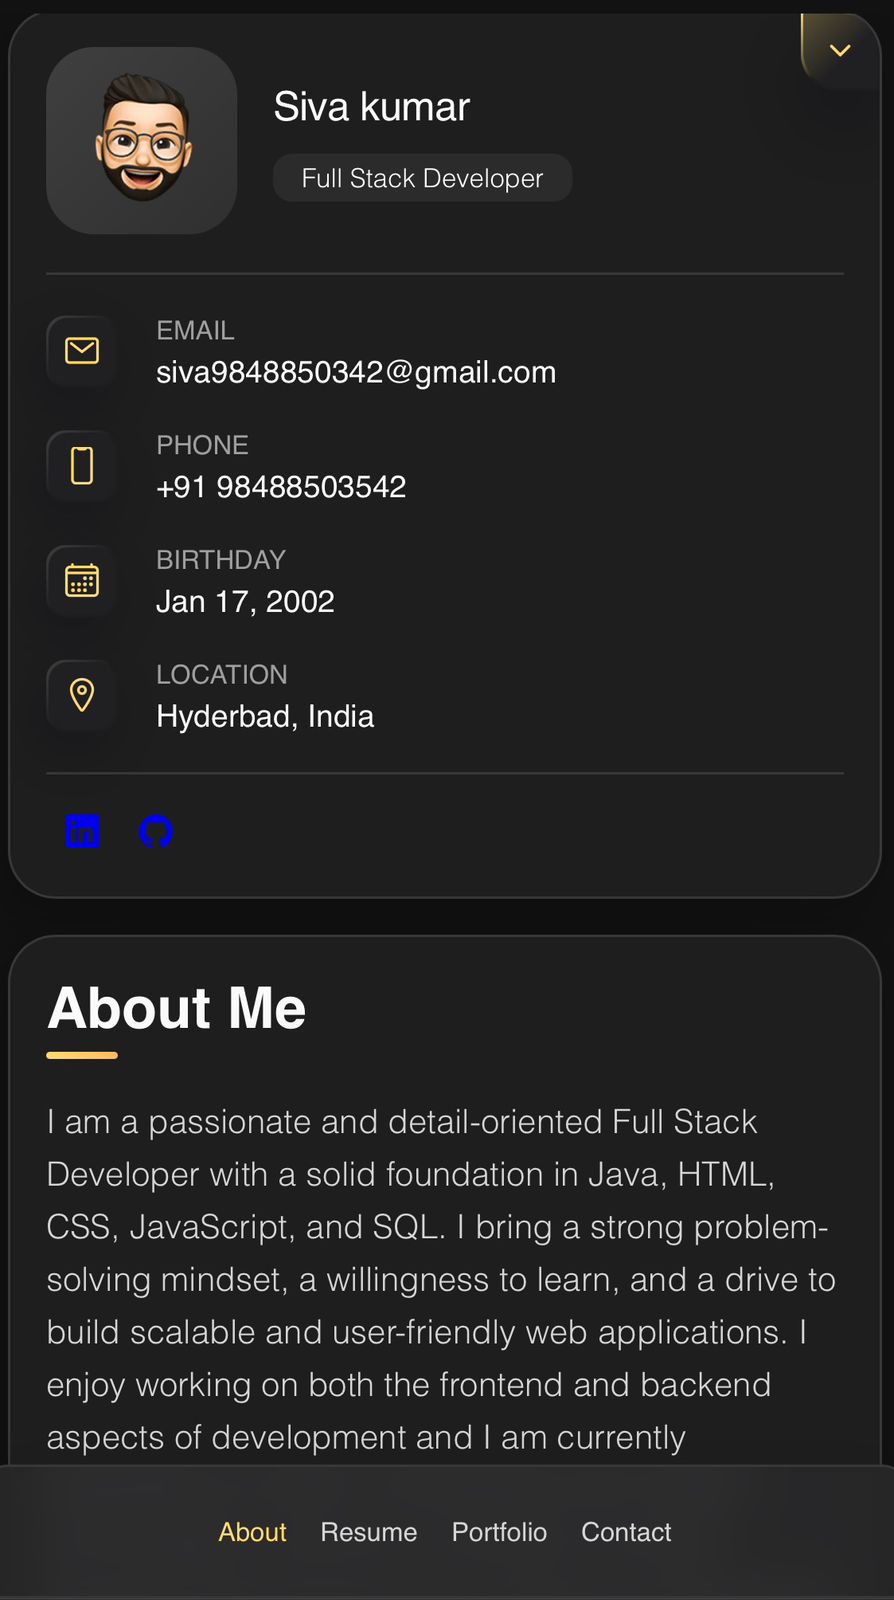 Siva kumar
Full Stack Developer
EMAIL
siva9848850342@gmail.com
PHONE
+91 98488503542
BIRTHDAY
Jan 17, 2002
LOCATION
Hyderbad, India
About Me
I am a passionate and detail-oriented Full Stack
Developer with a solid foundation in Java, HTML,
CSS, JavaScript, and SQL. I bring a strong problem-
solving mindset, a willingness to learn, and a drive to
build scalable and user-friendly web applications. I
enjoy working on both the frontend and backend
aspects of development and I am currently
About
Resume
Portfolio
Contact